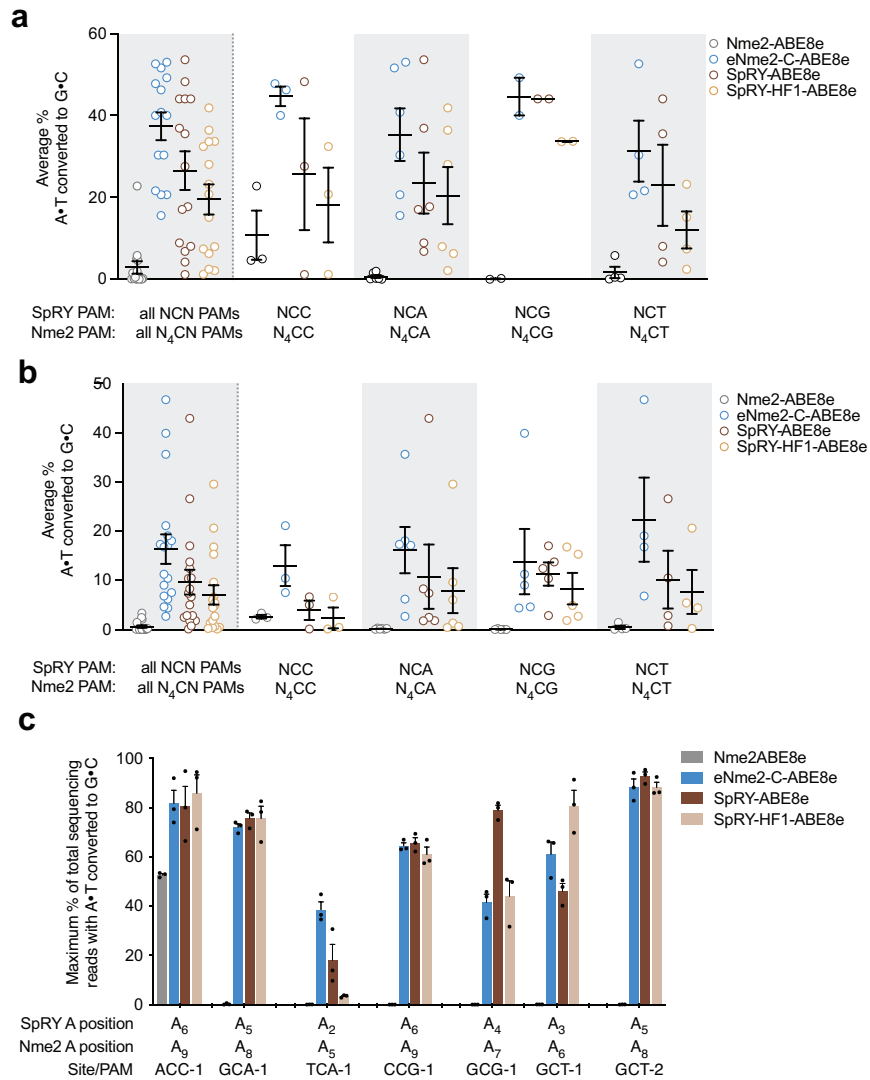 a
60
40
20
0
Average %
A•T converted to G•C
Nme2-ABE8e
eNme2-C-ABE8e
SpRY-ABE8e
SpRY-HF1-ABE8e
SpRY PAM: all NCN PAMs NCC NCA NCG NCT
Nme2 PAM: all N₄CN PAMs N₄CC N₄CA N₄CG N₄CT
b
50
40
30
20
10
0
Average %
A•T converted to G•C
Nme2-ABE8e
eNme2-C-ABE8e
SpRY-ABE8e
SpRY-HF1-ABE8e
SpRY PAM: all NCN PAMs NCC NCA NCG NCT
Nme2 PAM: all N₄CN PAMs N₄CC N₄CA N₄CG N₄CT
c
100
80
60
40
20
0
Maximum % of total sequencing
reads with A•T converted to G•C
Nme2ABE8e
eNme2-C-ABE8e
SpRY-ABE8e
SpRY-HF1-ABE8e
SpRY A position A₆ A₅ A₂ A₆ A₄ A₃ A₅
Nme2 A position A₉ A₈ A₅ A₉ A₇ A₆ A₈
Site/PAM ACC-1 GCA-1 TCA-1 CCG-1 GCG-1 GCT-1 GCT-2